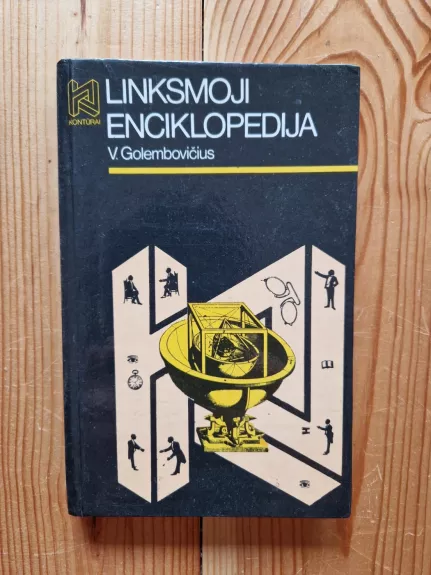 LINKSMOJI
ENCIKLOPEDIJA
KONTŪRAI
V. Golembovičius